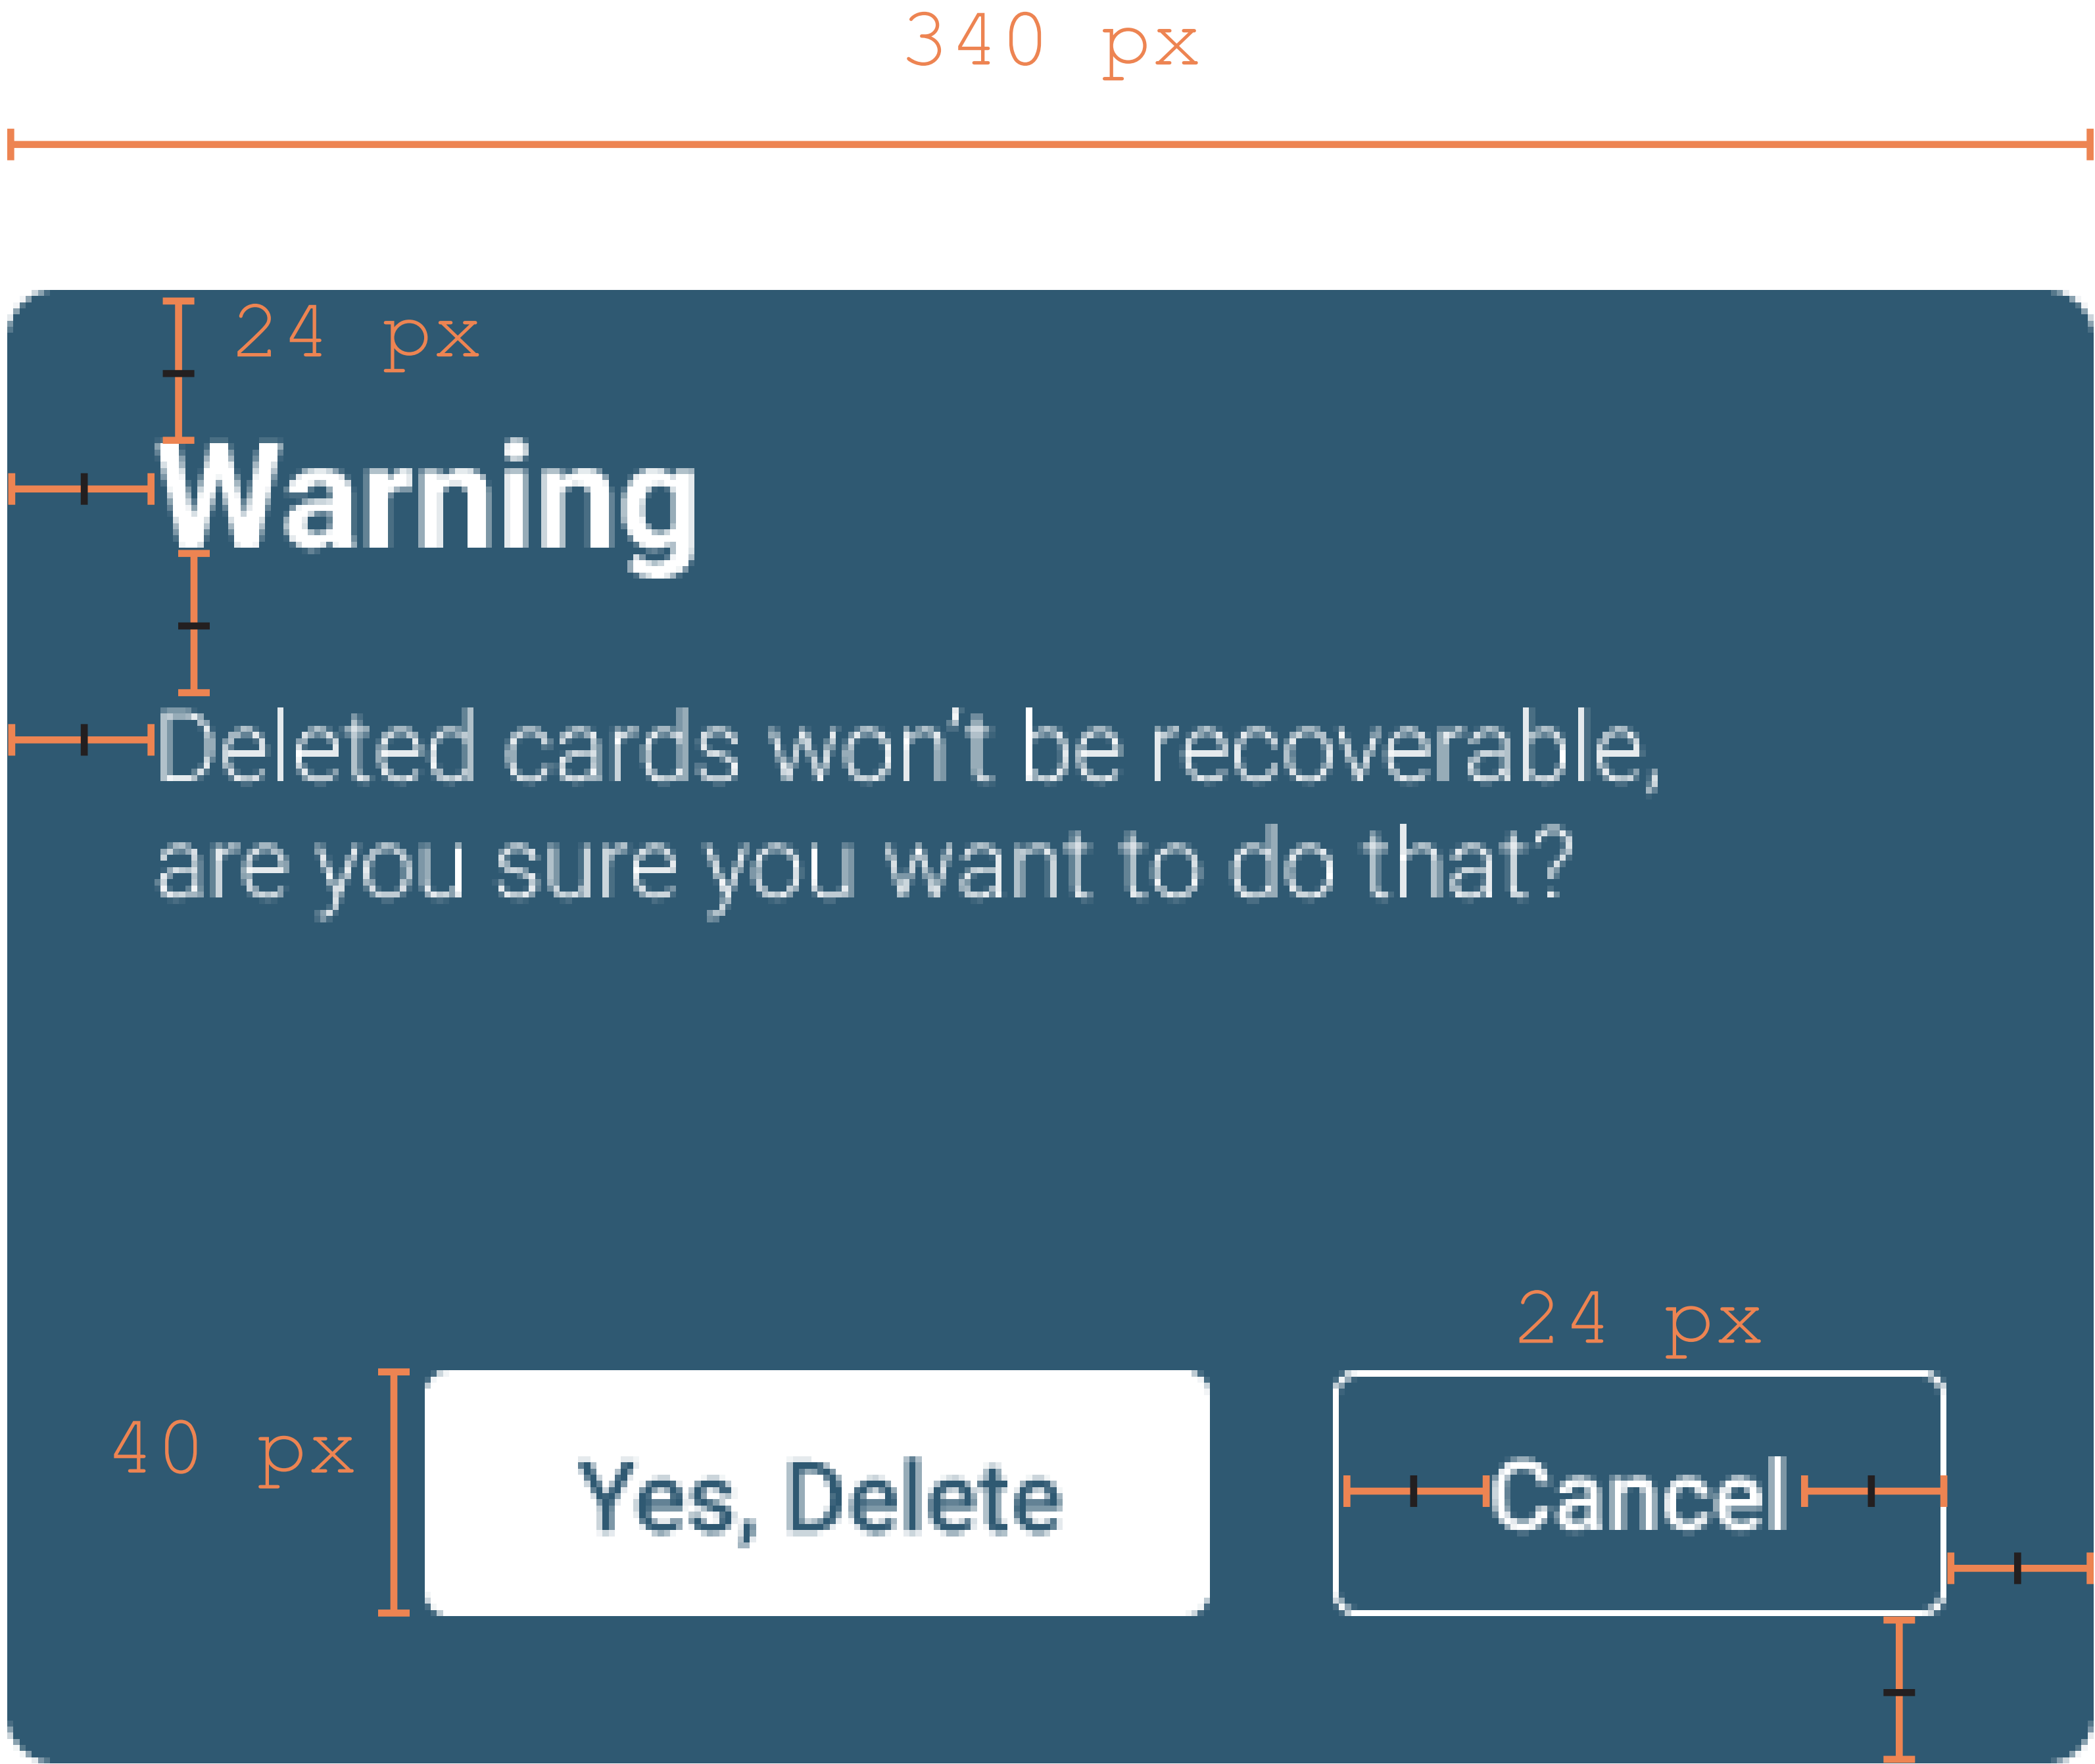 340 px
24 px
Warning
Deleted cards won't be recoverable,
are you sure you want to do that?
24 px
40 px
Yes, Delete
Cancel